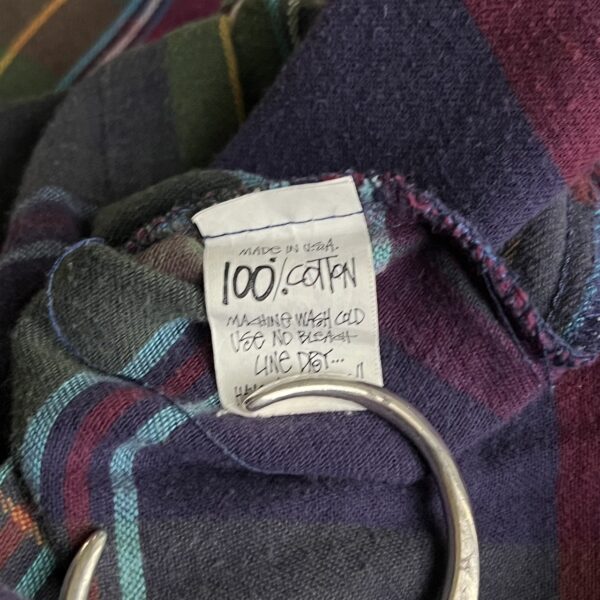 MADE IN U.S.A.
100% COTTON
MACHINE WASH COLD
USE NO BLEACH
LINE DRY...